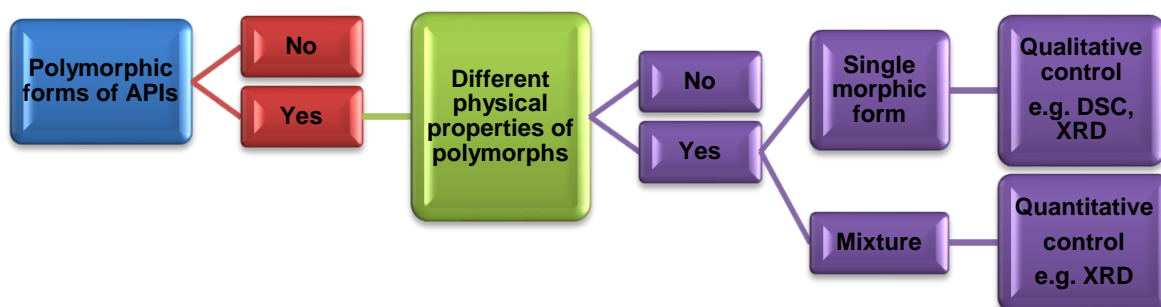 Polymorphic
forms of APIs
No
Yes
Different
physical
properties of
polymorphs
No
Yes
Single
morphic
form
Mixture
Qualitative
control
e.g. DSC,
XRD
Quantitative
control
e.g. XRD